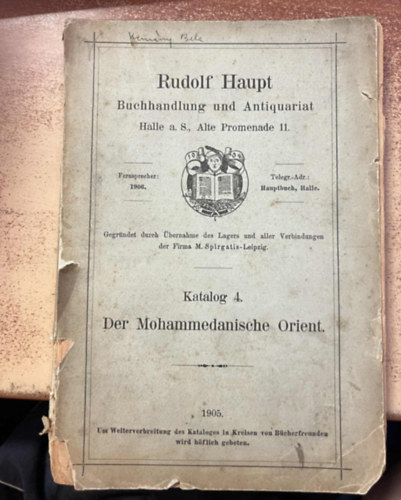 Rudolf Haupt
Buchhandlung und Antiquariat
Halle a. S., Alte Promenade 11.
Fernsprecher:
1906.
Telegr.-Adr.:
Hauptbuch, Halle.
Gegründet durch Übernahme des Lagers und aller Verbindungen
der Firma M. Spirgatis-Leipzig.
Katalog 4.
Der Mohammedanische Orient.
1905.
Um Weiterverbreitung des Kataloges in Kreisen von Bücherfreunden
wird höflich gebeten.